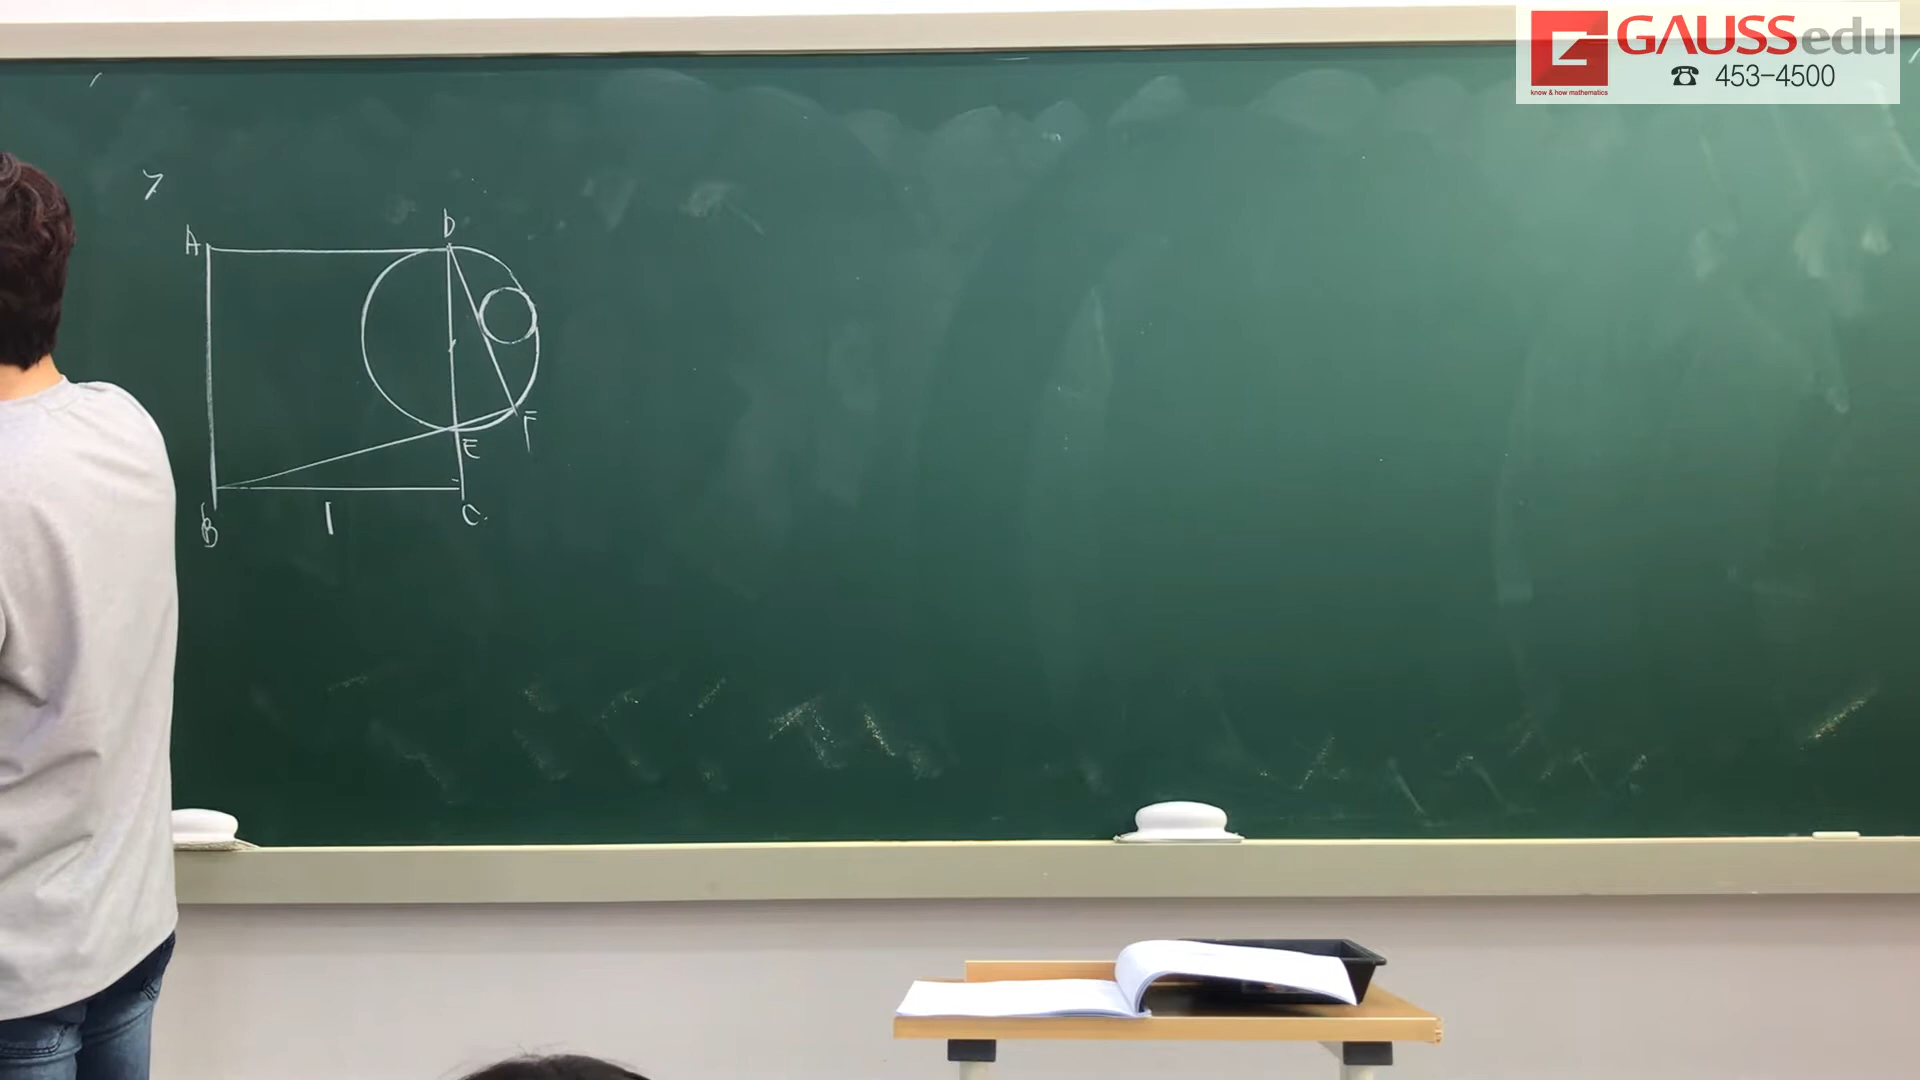 GAUSSedu
know & how mathematics
☎ 453-4500
7
A
D
E
F
B
1
C.